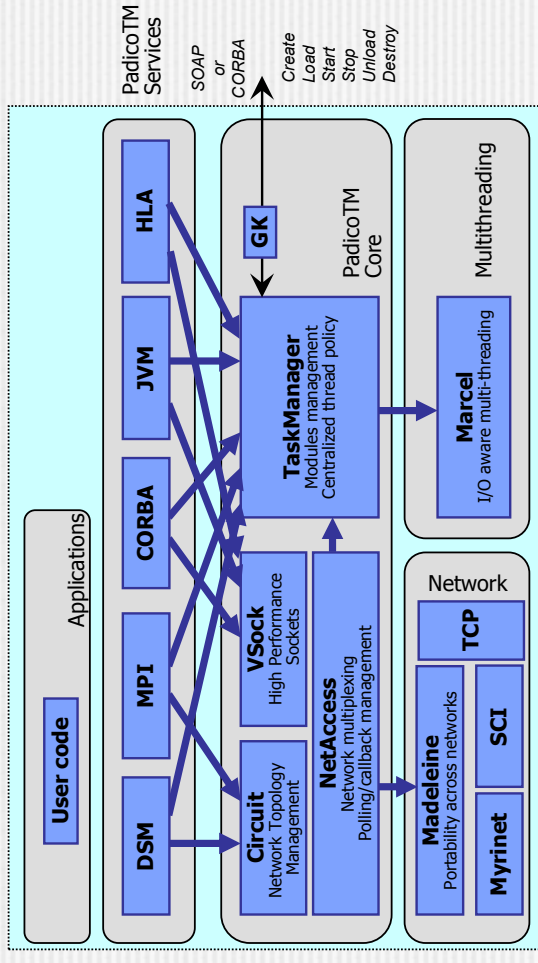 User code
Applications
DSM
MPI
CORBA
JVM
HLA
PadicoTM
Services
SOAP
or
CORBA
Create
Load
Start
Stop
Unload
Destroy
Circuit
Network Topology
Management
VSock
High Performance
Sockets
NetAccess
Network multiplexing
Polling/callback management
TaskManager
Modules management
Centralized thread policy
GK
PadicoTM
Core
Madeleine
Portability across networks
Myrinet
SCI
TCP
Network
Marcel
I/O aware multi-threading
Multithreading